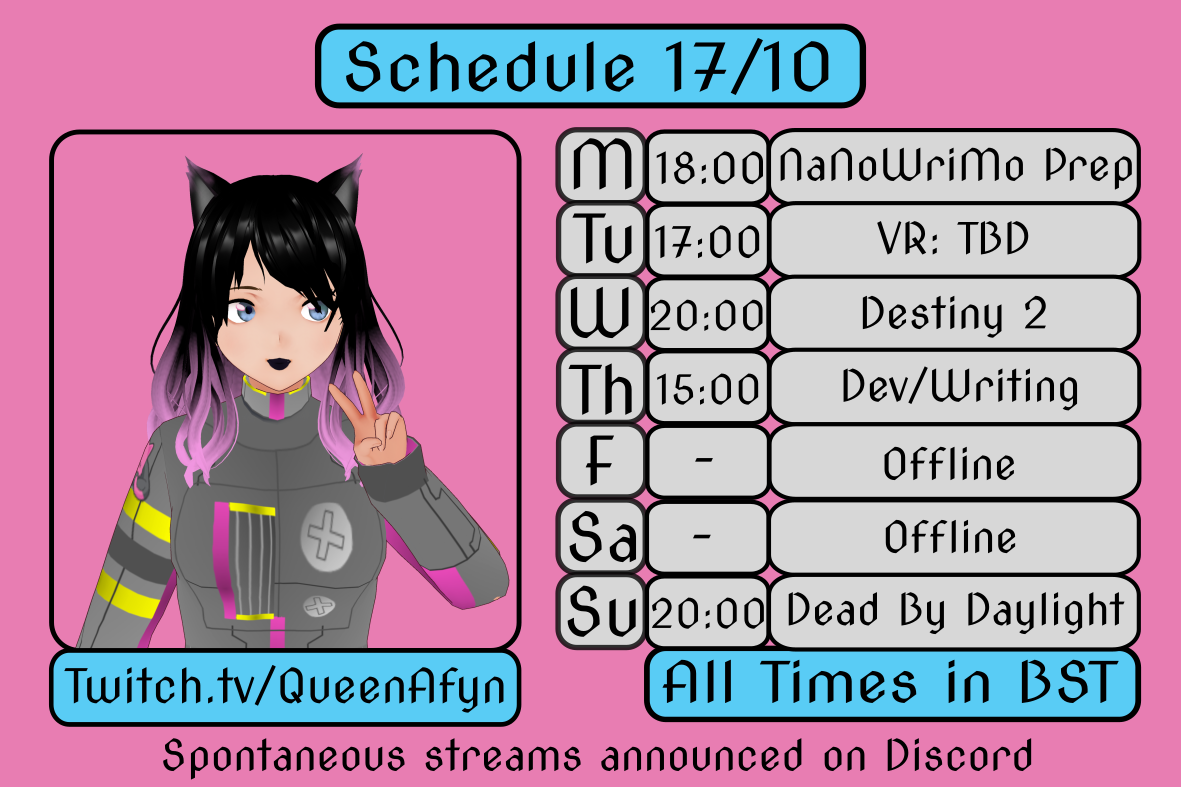 Schedule 17/10
M 18:00 NaNoWriMo Prep
Tu 17:00 VR: TBD
W 20:00 Destiny 2
Th 15:00 Dev/Writing
F - Offline
Sa - Offline
Su 20:00 Dead By Daylight
Twitch.tv/QueenAfyn
All Times in BST
Spontaneous streams announced on Discord